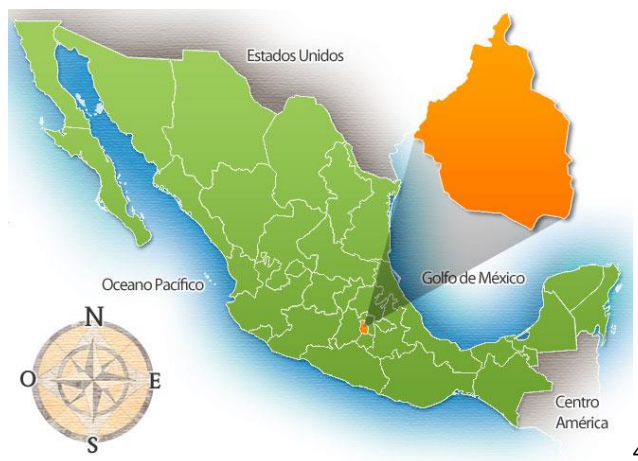 Estados Unidos
Oceano Pacífico
Golfo de México
N
O
E
S
Centro
América
4